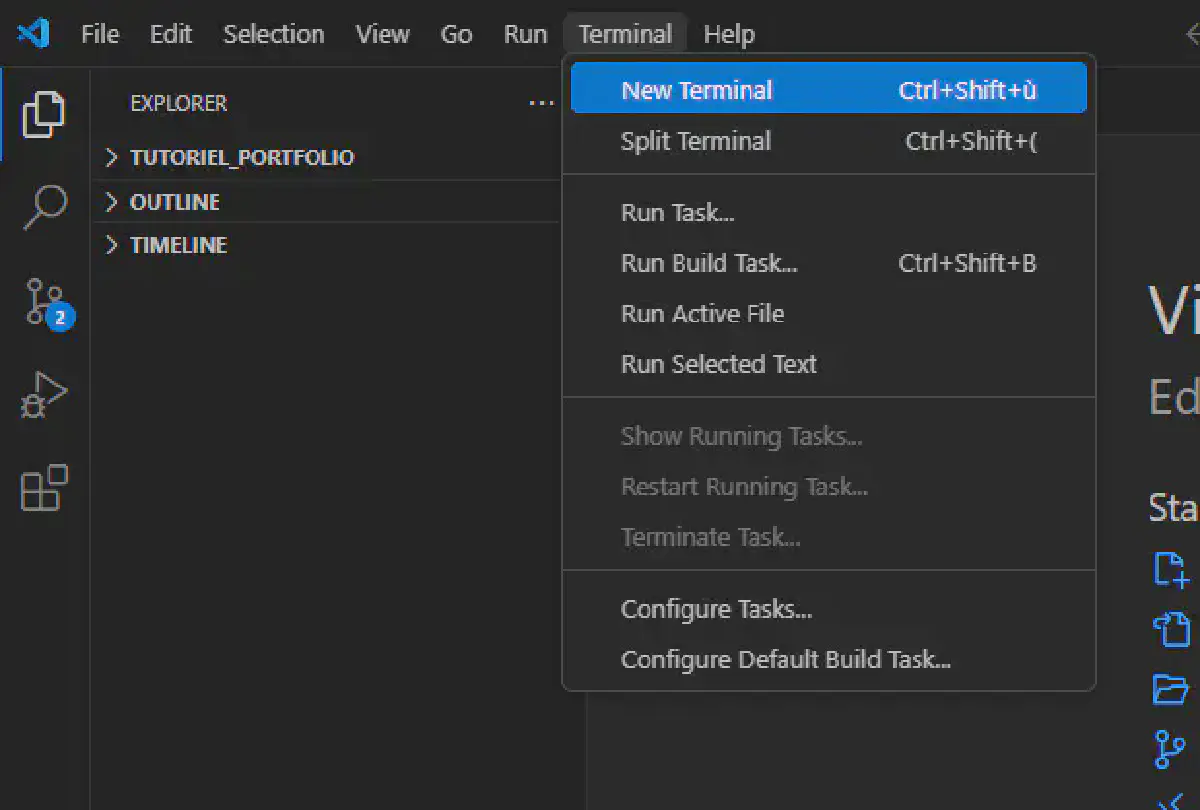 File Edit Selection View Go Run Terminal Help
EXPLORER ...
TUTORIEL_PORTFOLIO
OUTLINE
TIMELINE
2
New Terminal Ctrl+Shift+ù
Split Terminal Ctrl+Shift+(
Run Task...
Run Build Task... Ctrl+Shift+B
Run Active File
Run Selected Text
Show Running Tasks...
Restart Running Task...
Terminate Task...
Configure Tasks...
Configure Default Build Task...
Vi
Ed
Sta